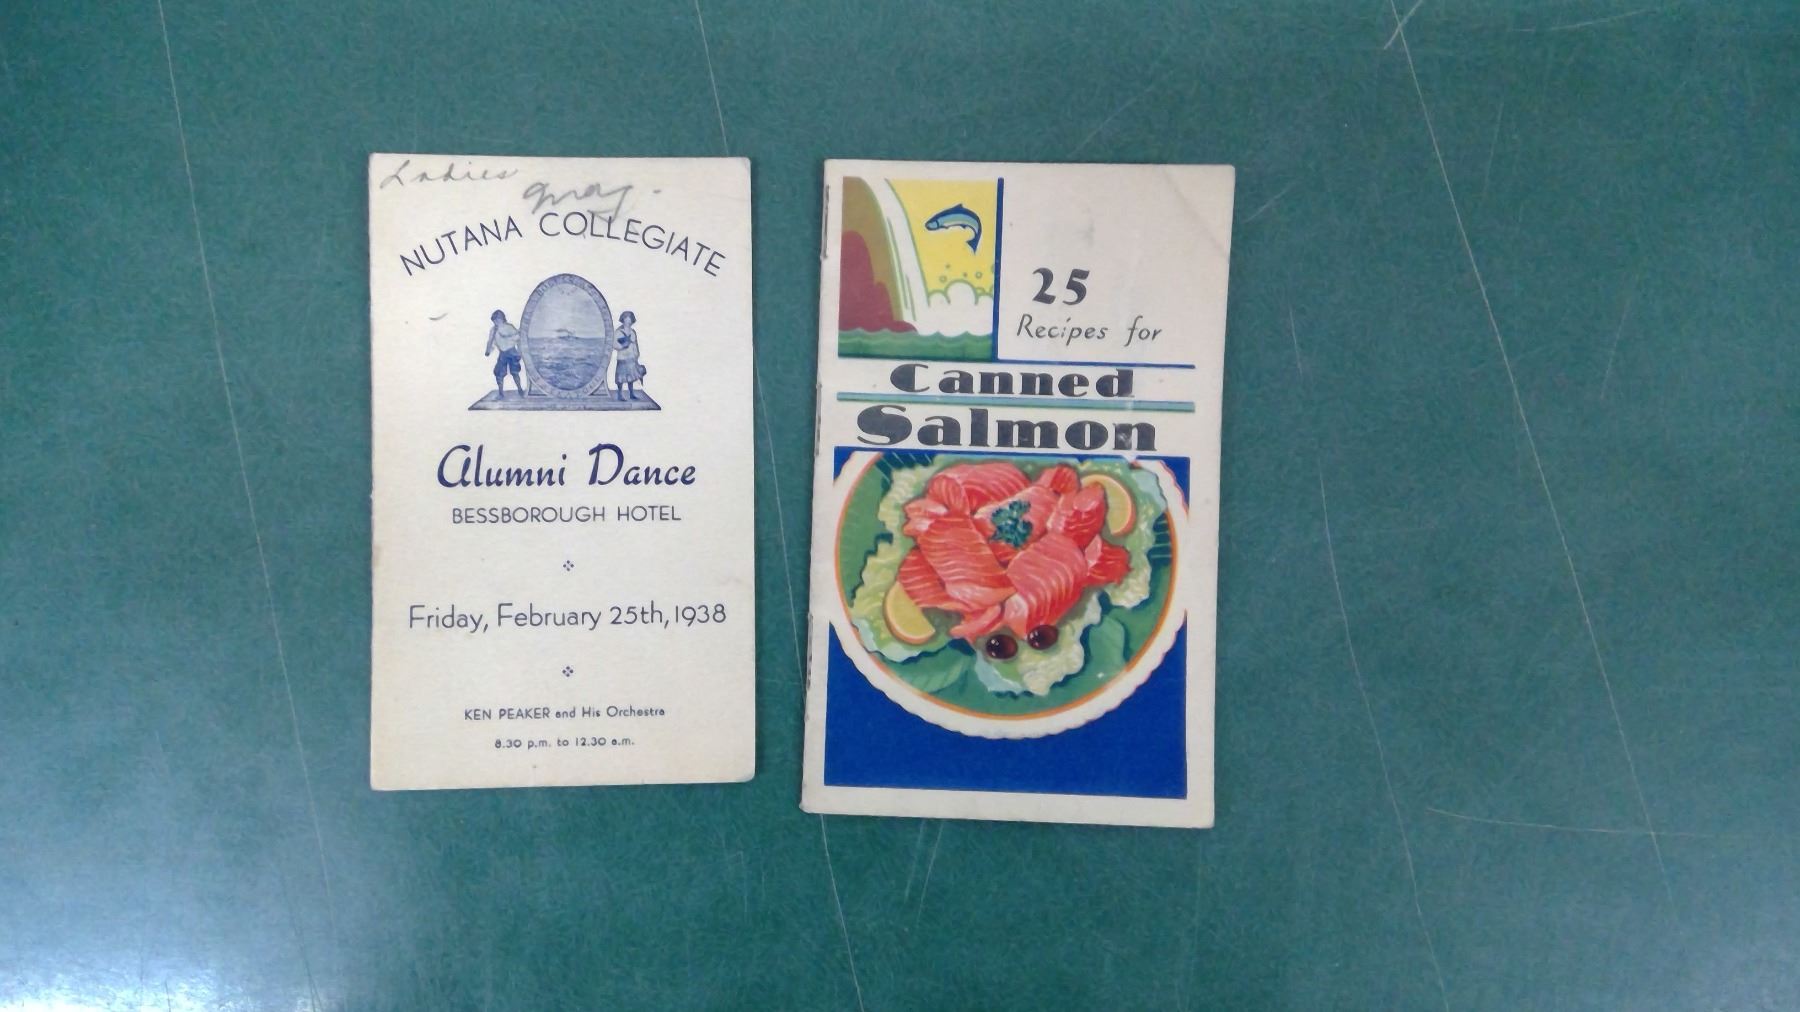 Ladies
Gray.
NUTANA COLLEGIATE
Alumni Dance
BESSBOROUGH HOTEL
Friday, February 25th, 1938
KEN PEAKER and His Orchestra
8.30 p.m. to 12.30 a.m.
25
Recipes for
Canned
Salmon